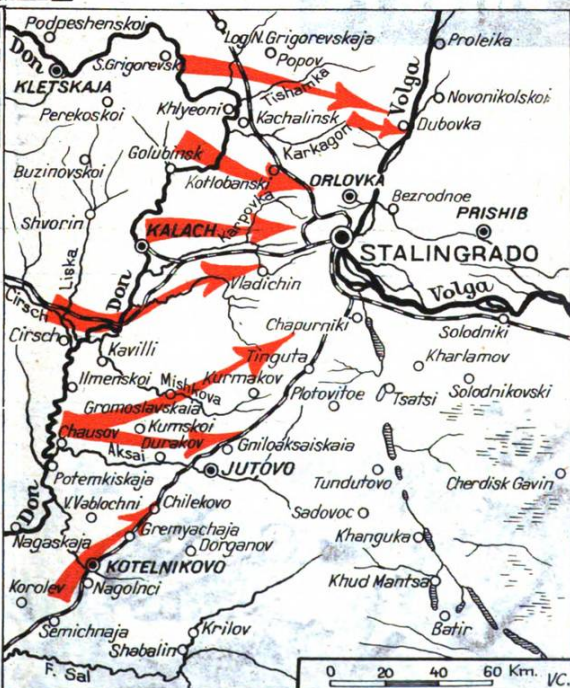 Podpeshenskoi
Log N. Grigorevskaja
Proleika
Don
S. Grigorevsk
Popov
KLETSKAJA
Tishamka
Volga
Novonikolskoi
Perekoskoi
Khlyeoni
Kachalinsk
Dubovka
Karkagon
Golubinsk
Buzinovskoi
Kotlobanski
ORLOVKA
Bezrodnoe
PRISHIB
Shvorin
Karpovka
KALACH
STALINGRADO
Liska
Don
Vladichin
Volga
Cirsch
Chapurniki
Solodniki
Cirsch
Kavilli
Tinguta
Kharlamov
Ilmenskoi
Mishkova
Kurmakov
Plotovitoe
Tsatsi
Solodnikovski
Gromoslavskaia
Chausov
Kumskoi
Durakov
Aksai
Gniloaksaiskaia
JUTOVO
Potemkiskaja
Tundutovo
Cherdisk Gavin
Don
V. Vablochni
Chilekovo
Sadovoc
Nagaskaja
Gremyachaja
Dorganov
Khanguka
KOTELNIKOVO
Korolev
Nagolnci
Khud Mantsa
Batir
Semichnaja
Krilov
Shabalin
F. Sal
0 20 40 60 Km.
VC.